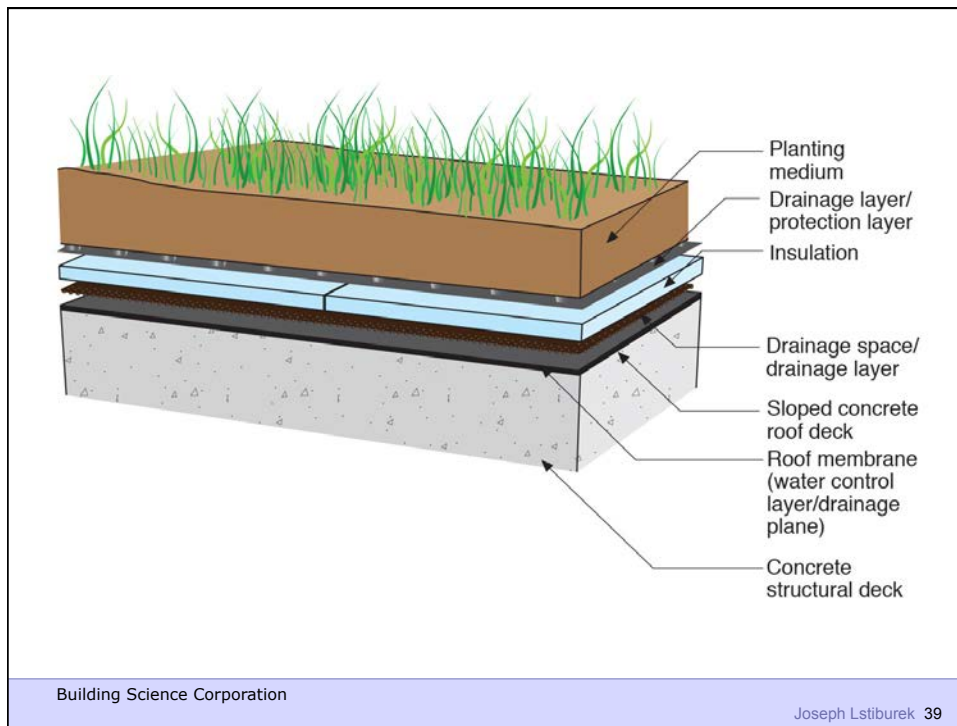 Planting
medium
Drainage layer/
protection layer
Insulation
Drainage space/
drainage layer
Sloped concrete
roof deck
Roof membrane
(water control
layer/drainage
plane)
Concrete
structural deck
Building Science Corporation
Joseph Lstiburek 39